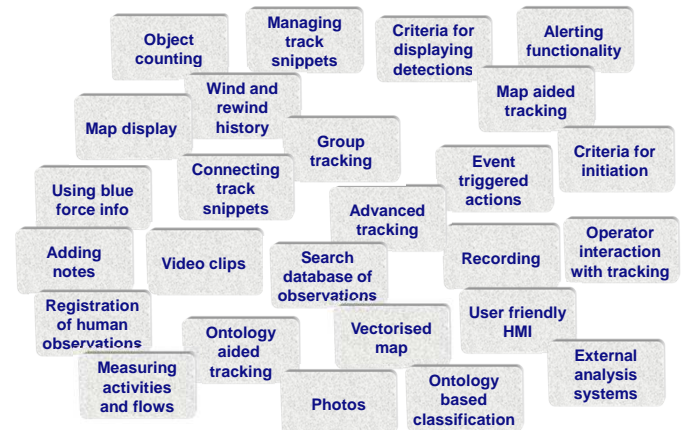 Object
counting
Managing
track
snippets
Criteria for
displaying
detections
Alerting
functionality
Map display
Wind and
rewind
history
Group
tracking
Map aided
tracking
Using blue
force info
Connecting
track
snippets
Event
triggered
actions
Criteria for
initiation
Adding
notes
Video clips
Search
database of
observations
Advanced
tracking
Recording
Operator
interaction
with tracking
Registration
of human
observations
Ontology
aided
tracking
Vectorised
map
User friendly
HMI
Measuring
activities
and flows
Photos
Ontology
based
classification
External
analysis
systems